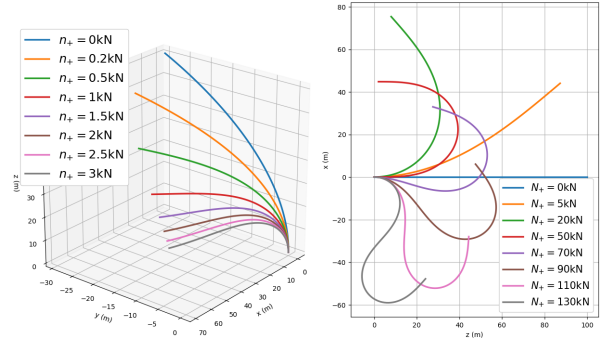 n₊ = 0kN
n₊ = 0.2kN
n₊ = 0.5kN
n₊ = 1kN
n₊ = 1.5kN
n₊ = 2kN
n₊ = 2.5kN
n₊ = 3kN
z (m)
30
20
10
0
−30
−25
−20
−15
−10
−5
0
y (m)
70
60
50
40
30
20
10
0
x (m)
80
60
40
20
0
−20
−40
−60
x (m)
0
20
40
60
80
100
z (m)
N₊ = 0kN
N₊ = 5kN
N₊ = 20kN
N₊ = 50kN
N₊ = 70kN
N₊ = 90kN
N₊ = 110kN
N₊ = 130kN